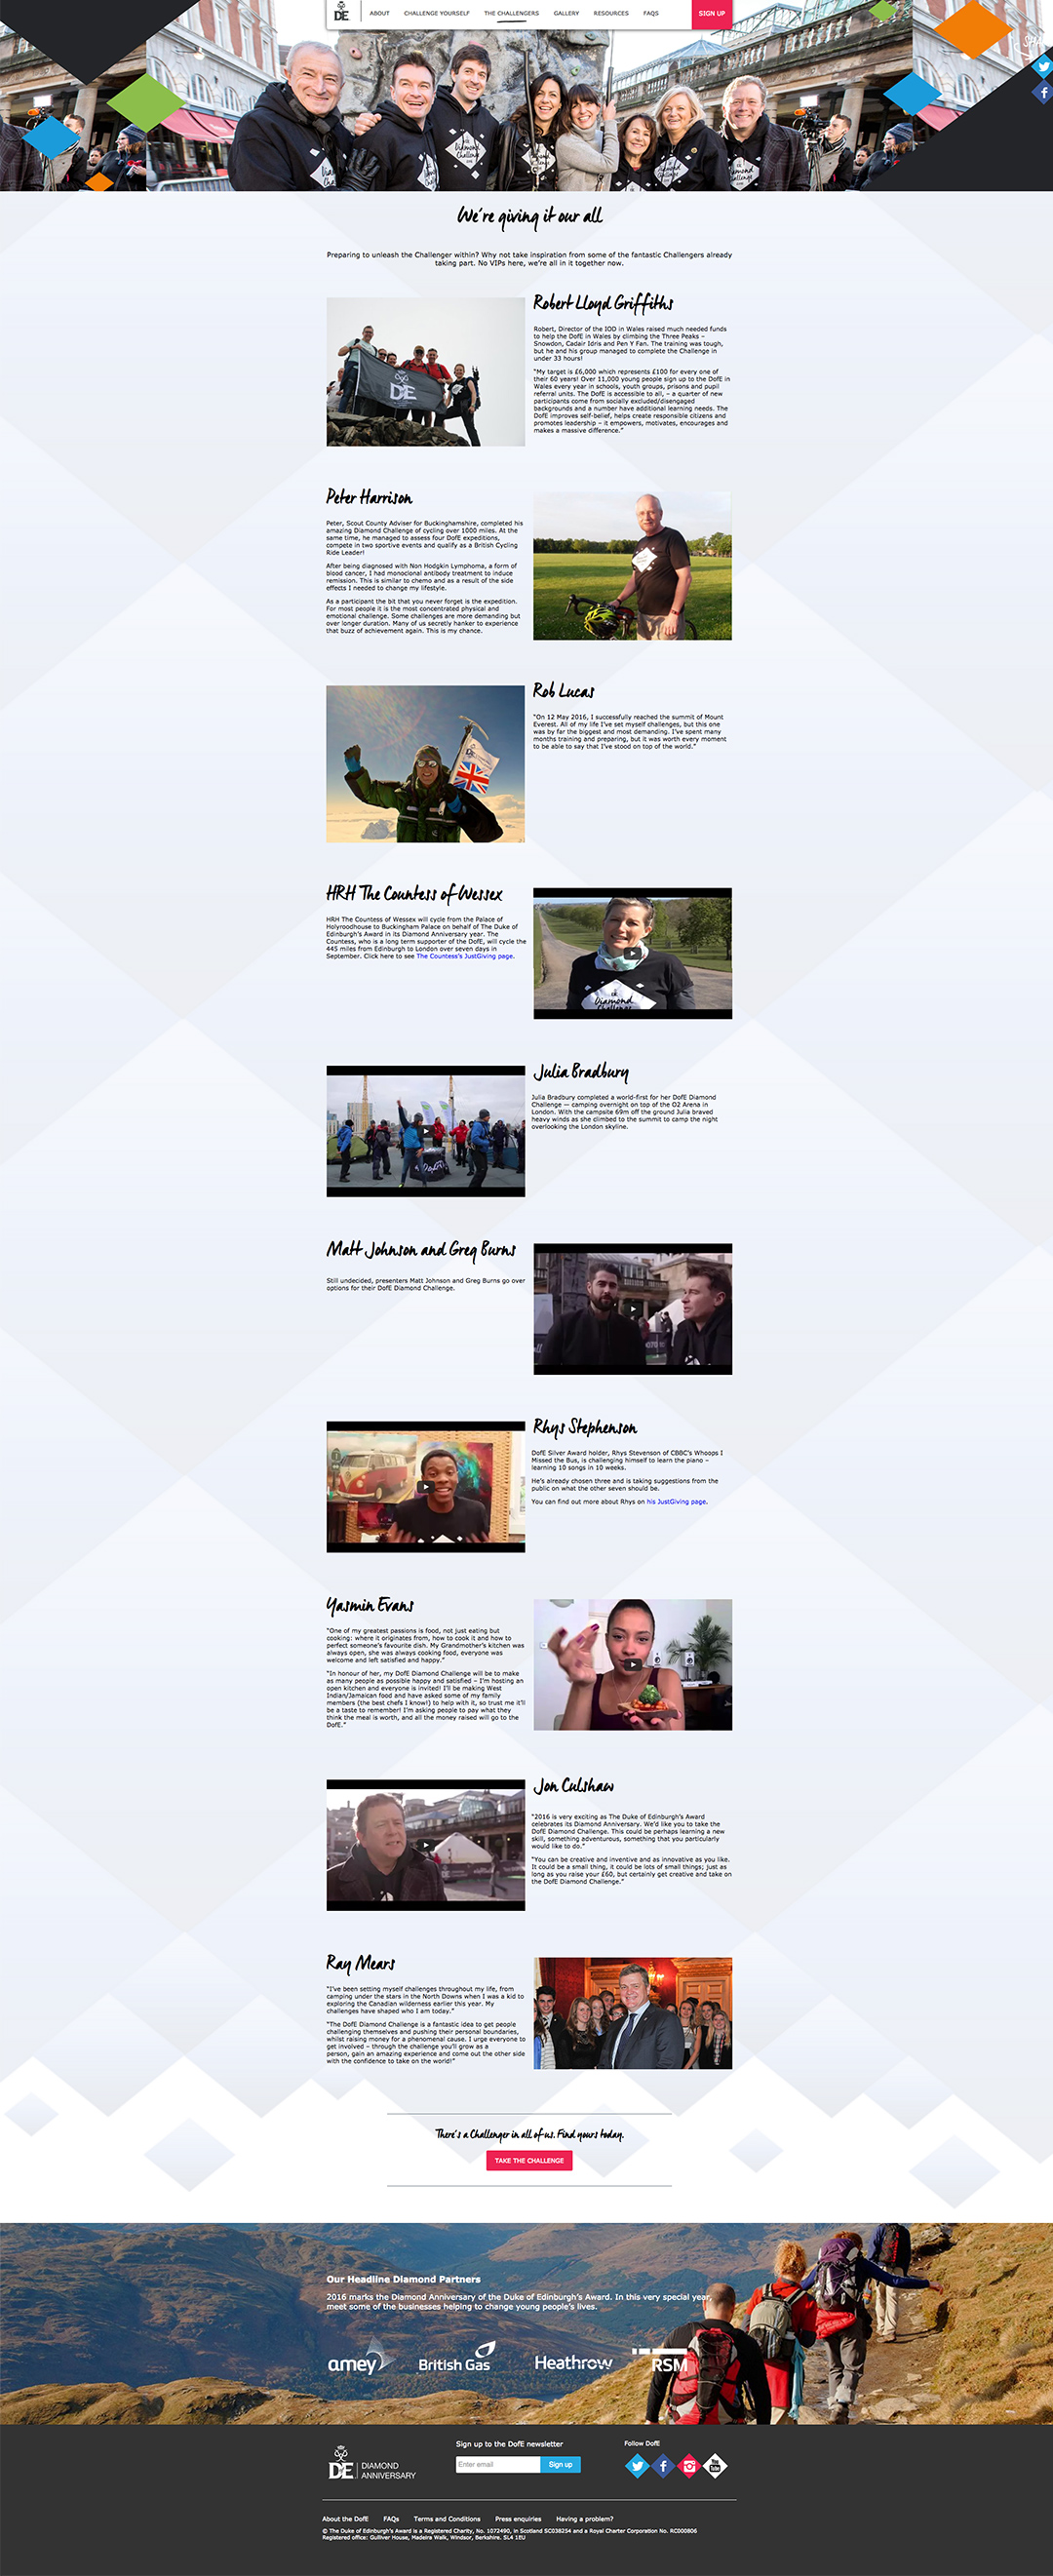 DofE
ABOUT
CHALLENGE YOURSELF
THE CHALLENGERS
GALLERY
RESOURCES
FAQS
SIGN UP
Diamond
Challenge
We're giving it our all
Preparing to unleash the Challenger within? Why not take inspiration from some of the fantastic Challengers already
taking part. No VIPs here, we're all in it together now.
Robert Lloyd Griffiths
Robert, Director of the IOD in Wales raised much needed funds
to help the DofE in Wales by climbing the Three Peaks –
Snowdon, Cadair Idris and Pen Y Fan. The training was tough,
but he and his group managed to complete the Challenge in
under 33 hours!
"My target is £6,000 which represents £100 for every one of
their 60 years! Over 11,000 young people sign up to the DofE in
Wales every year in schools, youth groups, prisons and pupil
referral units. The DofE is accessible to all, – a quarter of new
participants come from socially excluded/disengaged
backgrounds and a number have additional learning needs. The
DofE improves self-belief, helps create responsible citizens and
promotes leadership – it empowers, motivates, encourages and
makes a massive difference."
Peter Harrison
Peter, Scout County Adviser for Buckinghamshire, completed his
amazing Diamond Challenge of cycling over 1000 miles. At the
same time, he managed to assess four DofE expeditions,
compete in two sportive events and qualify as a British Cycling
Ride Leader!
After being diagnosed with Non Hodgkin Lymphoma, a form of
blood cancer, I had monoclonal antibody treatment to induce
remission. This is similar to chemo and as a result of the side
effects I needed to change my lifestyle.
As a participant the bit that you never forget is the expedition.
For most people it is the most concentrated physical and
emotional challenge. Some challenges are more demanding but
over longer duration. Many of us secretly hanker to experience
that buzz of achievement again. This is my chance.
Rob Lucas
"On 12 May 2016, I successfully reached the summit of Mount
Everest. All of my life I've set myself challenges, but this one
was by far the biggest and most demanding. I've spent many
months training and preparing, but it was worth every moment
to be able to say that I've stood on top of the world."
HRH The Countess of Wessex
HRH The Countess of Wessex will cycle from the Palace of
Holyroodhouse to Buckingham Palace on behalf of The Duke of
Edinburgh's Award in its Diamond Anniversary year. The
Countess, who is a long term supporter of the DofE, will cycle the
445 miles from Edinburgh to London over seven days in
September. Click here to see The Countess's JustGiving page.
Diamond
Challenge
Julia Bradbury
Julia Bradbury completed a world-first for her DofE Diamond
Challenge — camping overnight on top of the O2 Arena in
London. With the campsite 69m off the ground Julia braved
heavy winds as she climbed to the summit to camp the night
overlooking the London skyline.
Matt Johnson and Greg Burns
Still undecided, presenters Matt Johnson and Greg Burns go over
options for their DofE Diamond Challenge.
Rhys Stephenson
DofE Silver Award holder, Rhys Stevenson of CBBC's Whoops I
Missed the Bus, is challenging himself to learn the piano –
learning 10 songs in 10 weeks.
He's already chosen three and is taking suggestions from the
public on what the other seven should be.
You can find out more about Rhys on his JustGiving page.
Yasmin Evans
"One of my greatest passions is food, not just eating but
cooking: where it originates from, how to cook it and how to
perfect someone's favourite dish. My Grandmother's kitchen was
always open, she was always cooking food, everyone was
welcome and left satisfied and happy."
"In honour of her, my DofE Diamond Challenge will be to make
as many people as possible happy and satisfied – I'm hosting an
open kitchen and everyone is invited! I'll be making West
Indian/Jamaican food and have asked some of my family
members (the best chefs I know!) to help with it, so trust me it'll
be a taste to remember! I'm asking people to pay what they
think the meal is worth, and all the money raised will go to the
DofE."
Jon Culshaw
"2016 is very exciting as The Duke of Edinburgh's Award
celebrates its Diamond Anniversary. We'd like you to take the
DofE Diamond Challenge. This could be perhaps learning a new
skill, something adventurous, something that you particularly
would like to do."
"You can be creative and inventive and as innovative as you like.
It could be a small thing, it could be lots of small things; just as
long as you raise your £60, but certainly get creative and take on
the DofE Diamond Challenge."
Ray Mears
"I've been setting myself challenges throughout my life, from
camping under the stars in the North Downs when I was a kid to
exploring the Canadian wilderness earlier this year. My
challenges have shaped who I am today."
"The DofE Diamond Challenge is a fantastic idea to get people
challenging themselves and pushing their personal boundaries,
whilst raising money for a phenomenal cause. I urge everyone to
get involved – through the challenge you'll grow as a
person, gain an amazing experience and come out the other side
with the confidence to take on the world!"
There's a Challenger in all of us. Find yours today.
TAKE THE CHALLENGE
Our Headline Diamond Partners
2016 marks the Diamond Anniversary of the Duke of Edinburgh's Award. In this very special year,
meet some of the businesses helping to change young people's lives.
amey
British Gas
Heathrow
RSM
DofE
DIAMOND
ANNIVERSARY
Sign up to the DofE newsletter
Enter email
Sign up
Follow DofE
You
Tube
About the DofE
FAQs
Terms and Conditions
Press enquiries
Having a problem?
© The Duke of Edinburgh's Award is a Registered Charity, No. 1072490, in Scotland SC038254 and a Royal Charter Corporation No. RC000806
Registered office: Gulliver House, Madeira Walk, Windsor, Berkshire. SL4 1EU